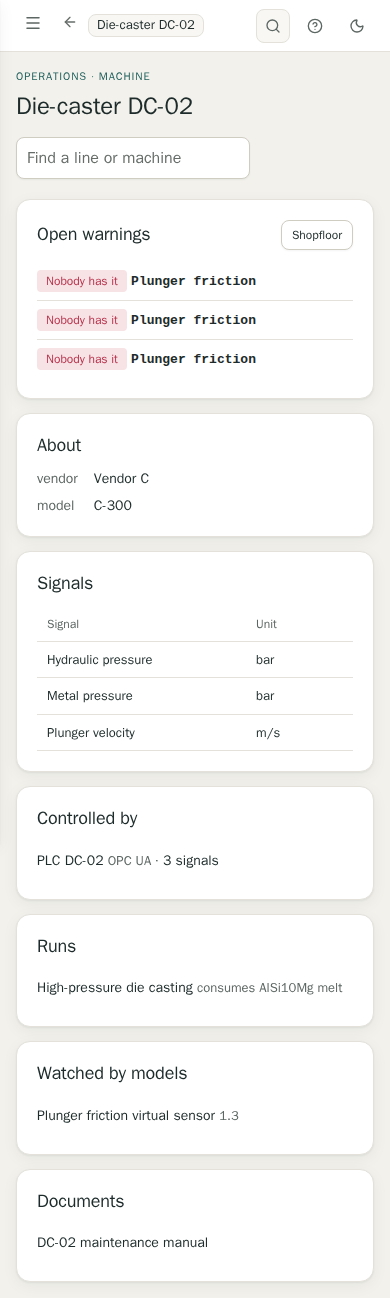 Die-caster DC-02
OPERATIONS · MACHINE
Die-caster DC-02
Find a line or machine
Open warnings
Shopfloor
Nobody has it Plunger friction
Nobody has it Plunger friction
Nobody has it Plunger friction
About
vendor Vendor C
model C-300
Signals
Signal Unit
Hydraulic pressure bar
Metal pressure bar
Plunger velocity m/s
Controlled by
PLC DC-02 OPC UA · 3 signals
Runs
High-pressure die casting consumes AlSi10Mg melt
Watched by models
Plunger friction virtual sensor 1.3
Documents
DC-02 maintenance manual